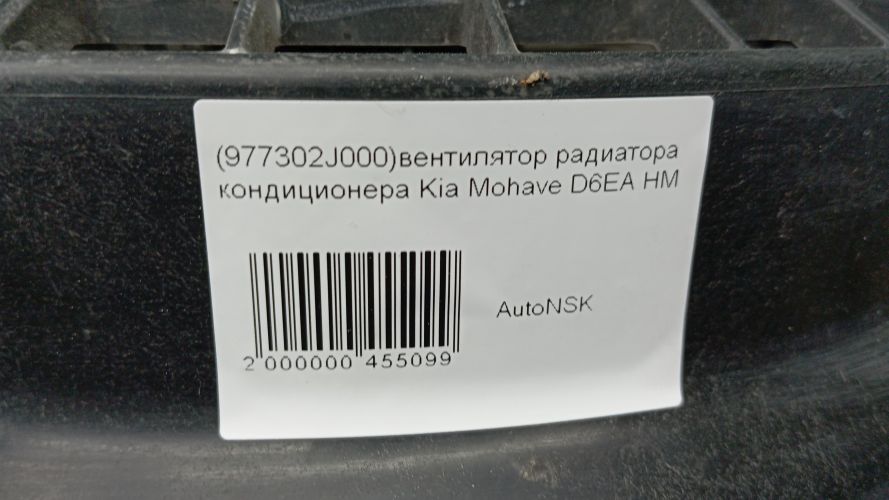 (977302J000)вентилятор радиатора
кондиционера Kia Mohave D6EA HM
AutoNSK
2 000000 455099